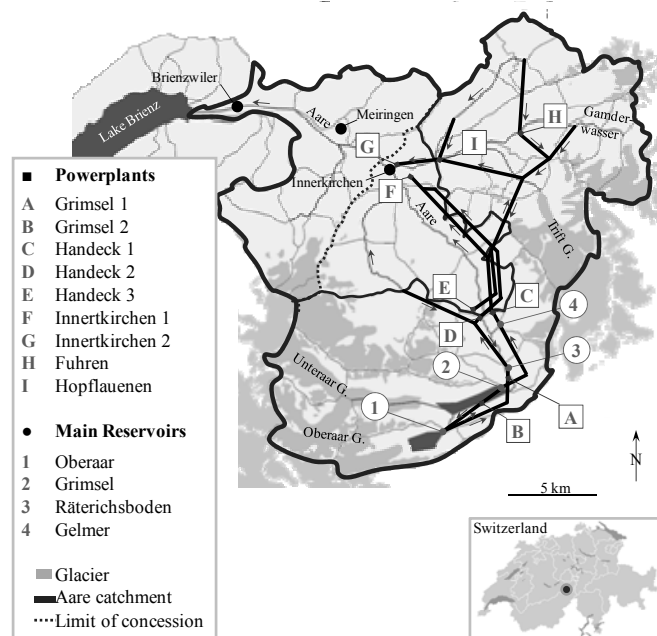 Brienzwiler
Lake Brienz
Aare
Meiringen
G
I
H
Gamder-
wasser
Innerkirchen
F
Aare
Trift G.
E
C
4
D
3
2
Unteraar G.
1
A
B
Oberaar G.
N
5 km
Powerplants
A Grimsel 1
B Grimsel 2
C Handeck 1
D Handeck 2
E Handeck 3
F Innertkirchen 1
G Innertkirchen 2
H Fuhren
I Hopflauenen
Main Reservoirs
1 Oberaar
2 Grimsel
3 Räterichsboden
4 Gelmer
Glacier
Aare catchment
Limit of concession
Switzerland